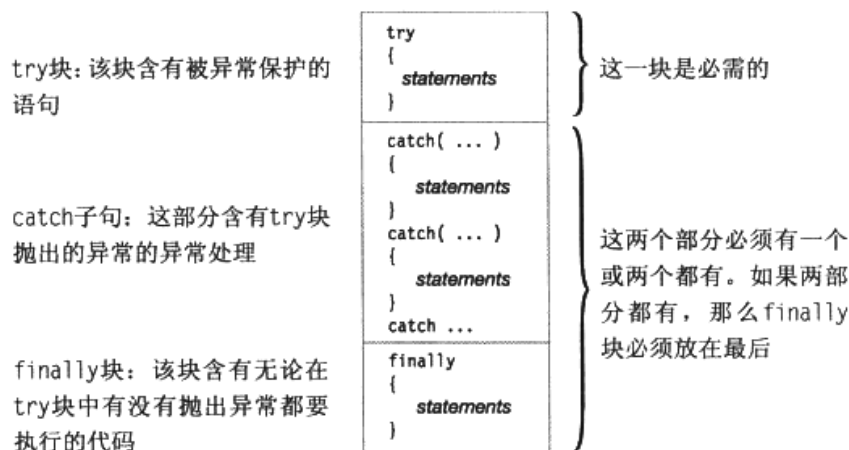 try块：该块含有被异常保护的
语句
try
{
statements
}
这一块是必需的
catch子句：这部分含有try块
抛出的异常的异常处理
catch( ... )
{
statements
}
catch( ... )
{
statements
}
catch ...
这两个部分必须有一个
或两个都有。如果两部
分都有，那么finally
块必须放在最后
finally块：该块含有无论在
try块中有没有抛出异常都要
执行的代码
finally
{
statements
}